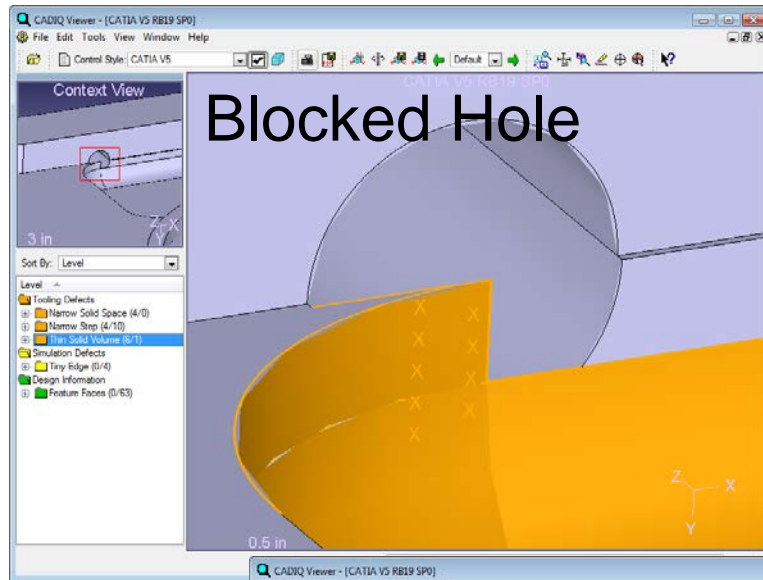 CADIQ Viewer - [CATIA V5 RB19 SP0]
File Edit Tools View Window Help
Control Style: CATIA V5
Default
Context View
CATIA V5 RB19 SP0
Blocked Hole
Z X
Y
3 in
Sort By: Level
Level
Tooling Defects
Narrow Solid Space (4/0)
Narrow Step (4/10)
Thin Solid Volume (6/1)
Simulation Defects
Tiny Edge (0/4)
Design Information
Feature Faces (0/63)
X X
X X
X X
X X
X
Z X
Y
0.5 in
CADIQ Viewer - [CATIA V5 RB19 SP0]